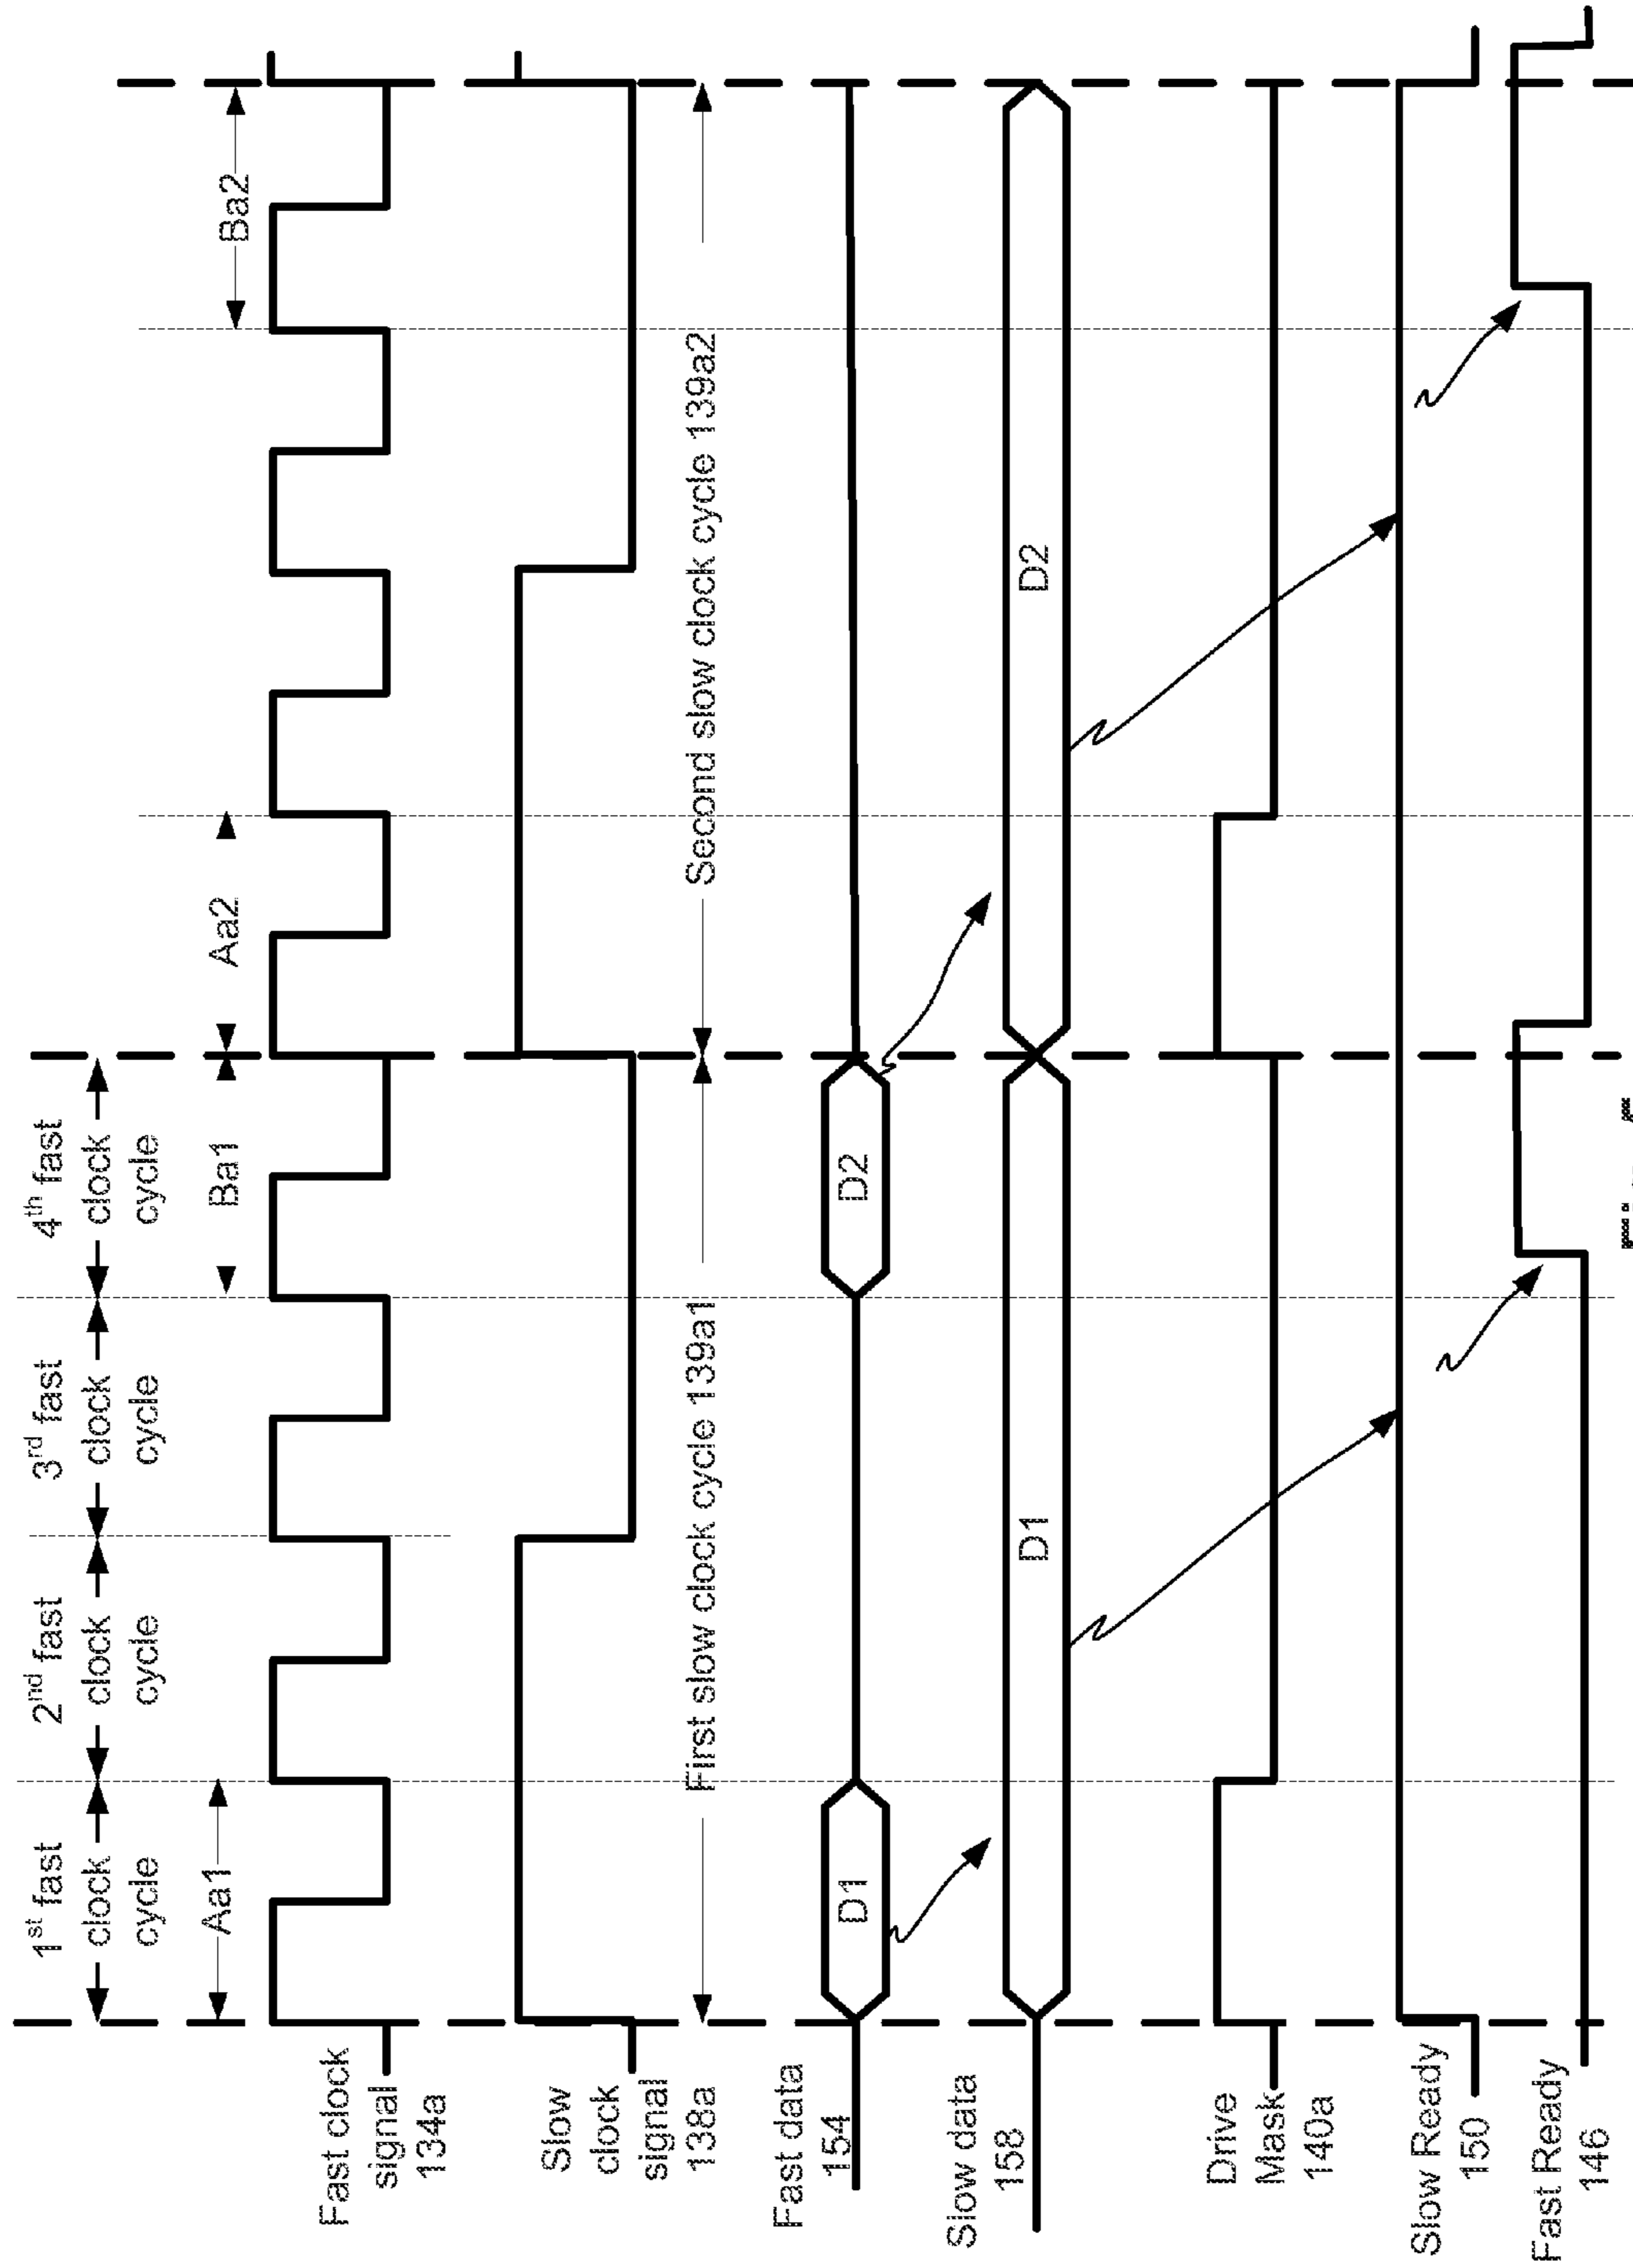 1st fast
clock
cycle
2nd fast
clock
cycle
3rd fast
clock
cycle
4th fast
clock
cycle
Aa1
Ba1
Aa2
Ba2
Fast clock
signal
134a
Slow
clock
signal
138a
First slow clock cycle 139a1
Second slow clock cycle 139a2
Fast data
154
D1
D2
Slow data
158
D1
D2
Drive
Mask
140a
Slow Ready
150
Fast Ready
146